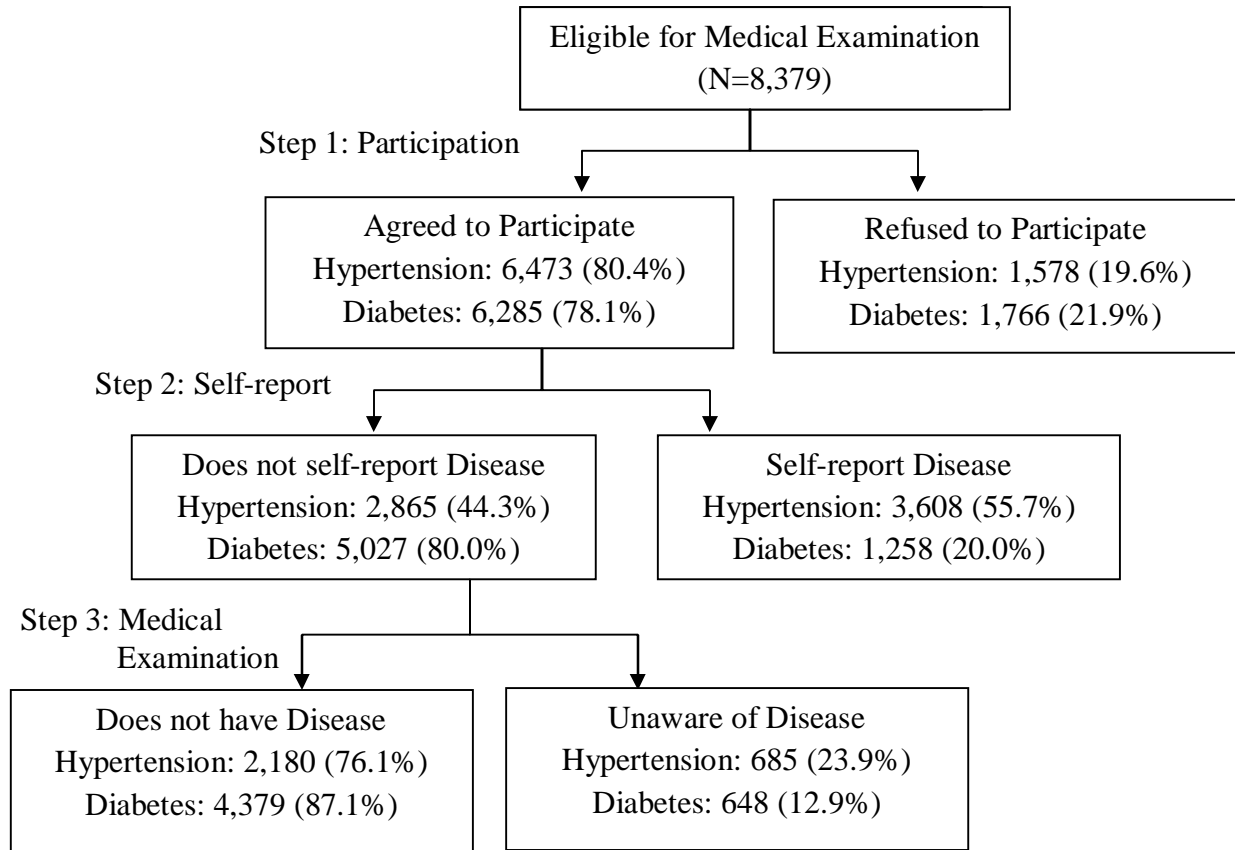 Eligible for Medical Examination
(N=8,379)
Step 1: Participation
Agreed to Participate
Hypertension: 6,473 (80.4%)
Diabetes: 6,285 (78.1%)
Refused to Participate
Hypertension: 1,578 (19.6%)
Diabetes: 1,766 (21.9%)
Step 2: Self-report
Does not self-report Disease
Hypertension: 2,865 (44.3%)
Diabetes: 5,027 (80.0%)
Self-report Disease
Hypertension: 3,608 (55.7%)
Diabetes: 1,258 (20.0%)
Step 3: Medical
Examination
Does not have Disease
Hypertension: 2,180 (76.1%)
Diabetes: 4,379 (87.1%)
Unaware of Disease
Hypertension: 685 (23.9%)
Diabetes: 648 (12.9%)